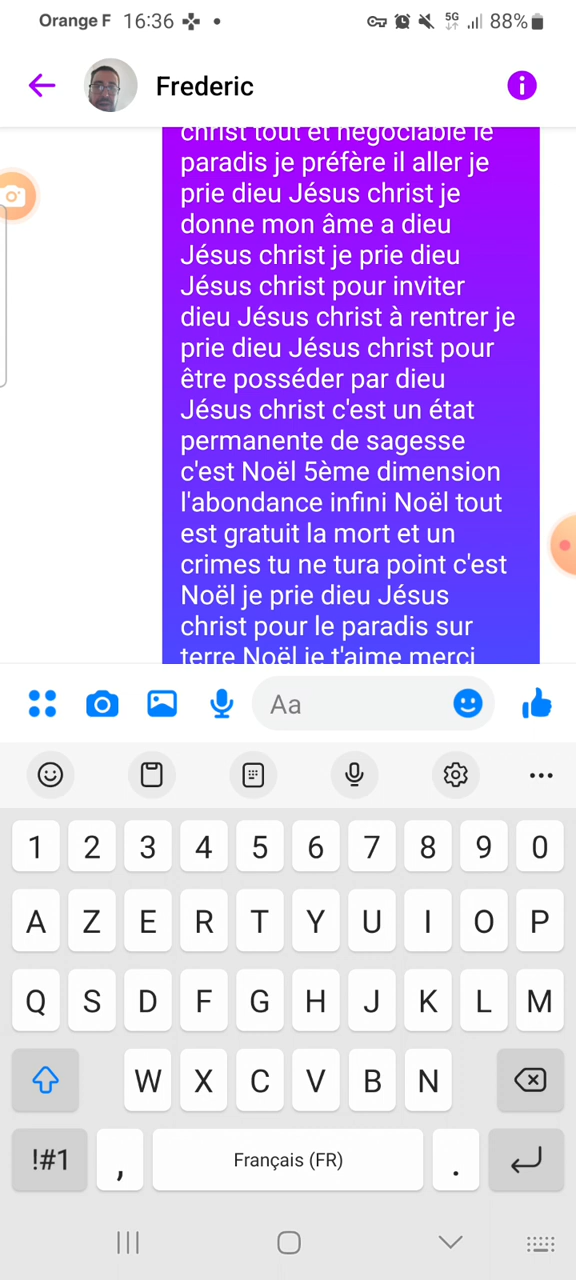 Orange F 16:36 5G 88%
Frederic
christ tout et négociable le
paradis je préfère il aller je
prie dieu Jésus christ je
donne mon âme a dieu
Jésus christ je prie dieu
Jésus christ pour inviter
dieu Jésus christ à rentrer je
prie dieu Jésus christ pour
être posséder par dieu
Jésus christ c'est un état
permanente de sagesse
c'est Noël 5ème dimension
l'abondance infini Noël tout
est gratuit la mort et un
crimes tu ne tura point c'est
Noël je prie dieu Jésus
christ pour le paradis sur
terre Noël je t'aime merci
Aa
1 2 3 4 5 6 7 8 9 0
A Z E R T Y U I O P
Q S D F G H J K L M
W X C V B N
!#1 , Français (FR) .